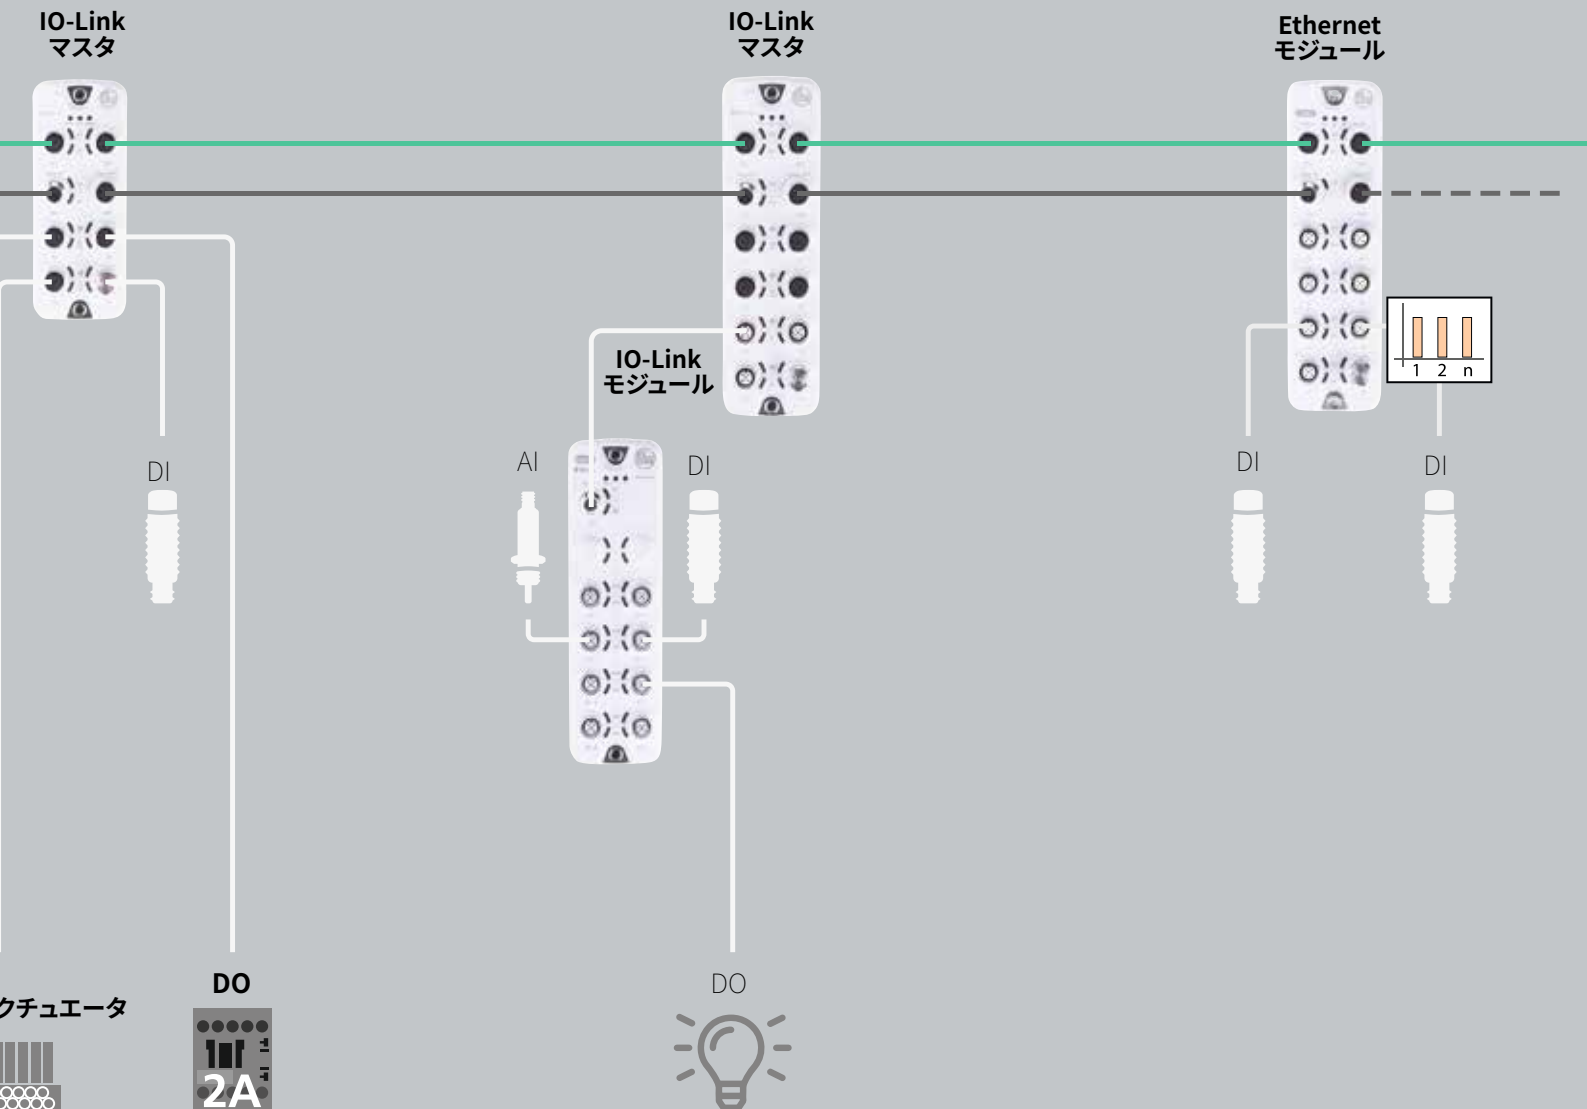 IO-Link
マスタ
IO-Link
マスタ
Ethernet
モジュール
IO-Link
モジュール
1 2 n
DI
AI
DI
DI
DI
クチュエータ
DO
2A
DO